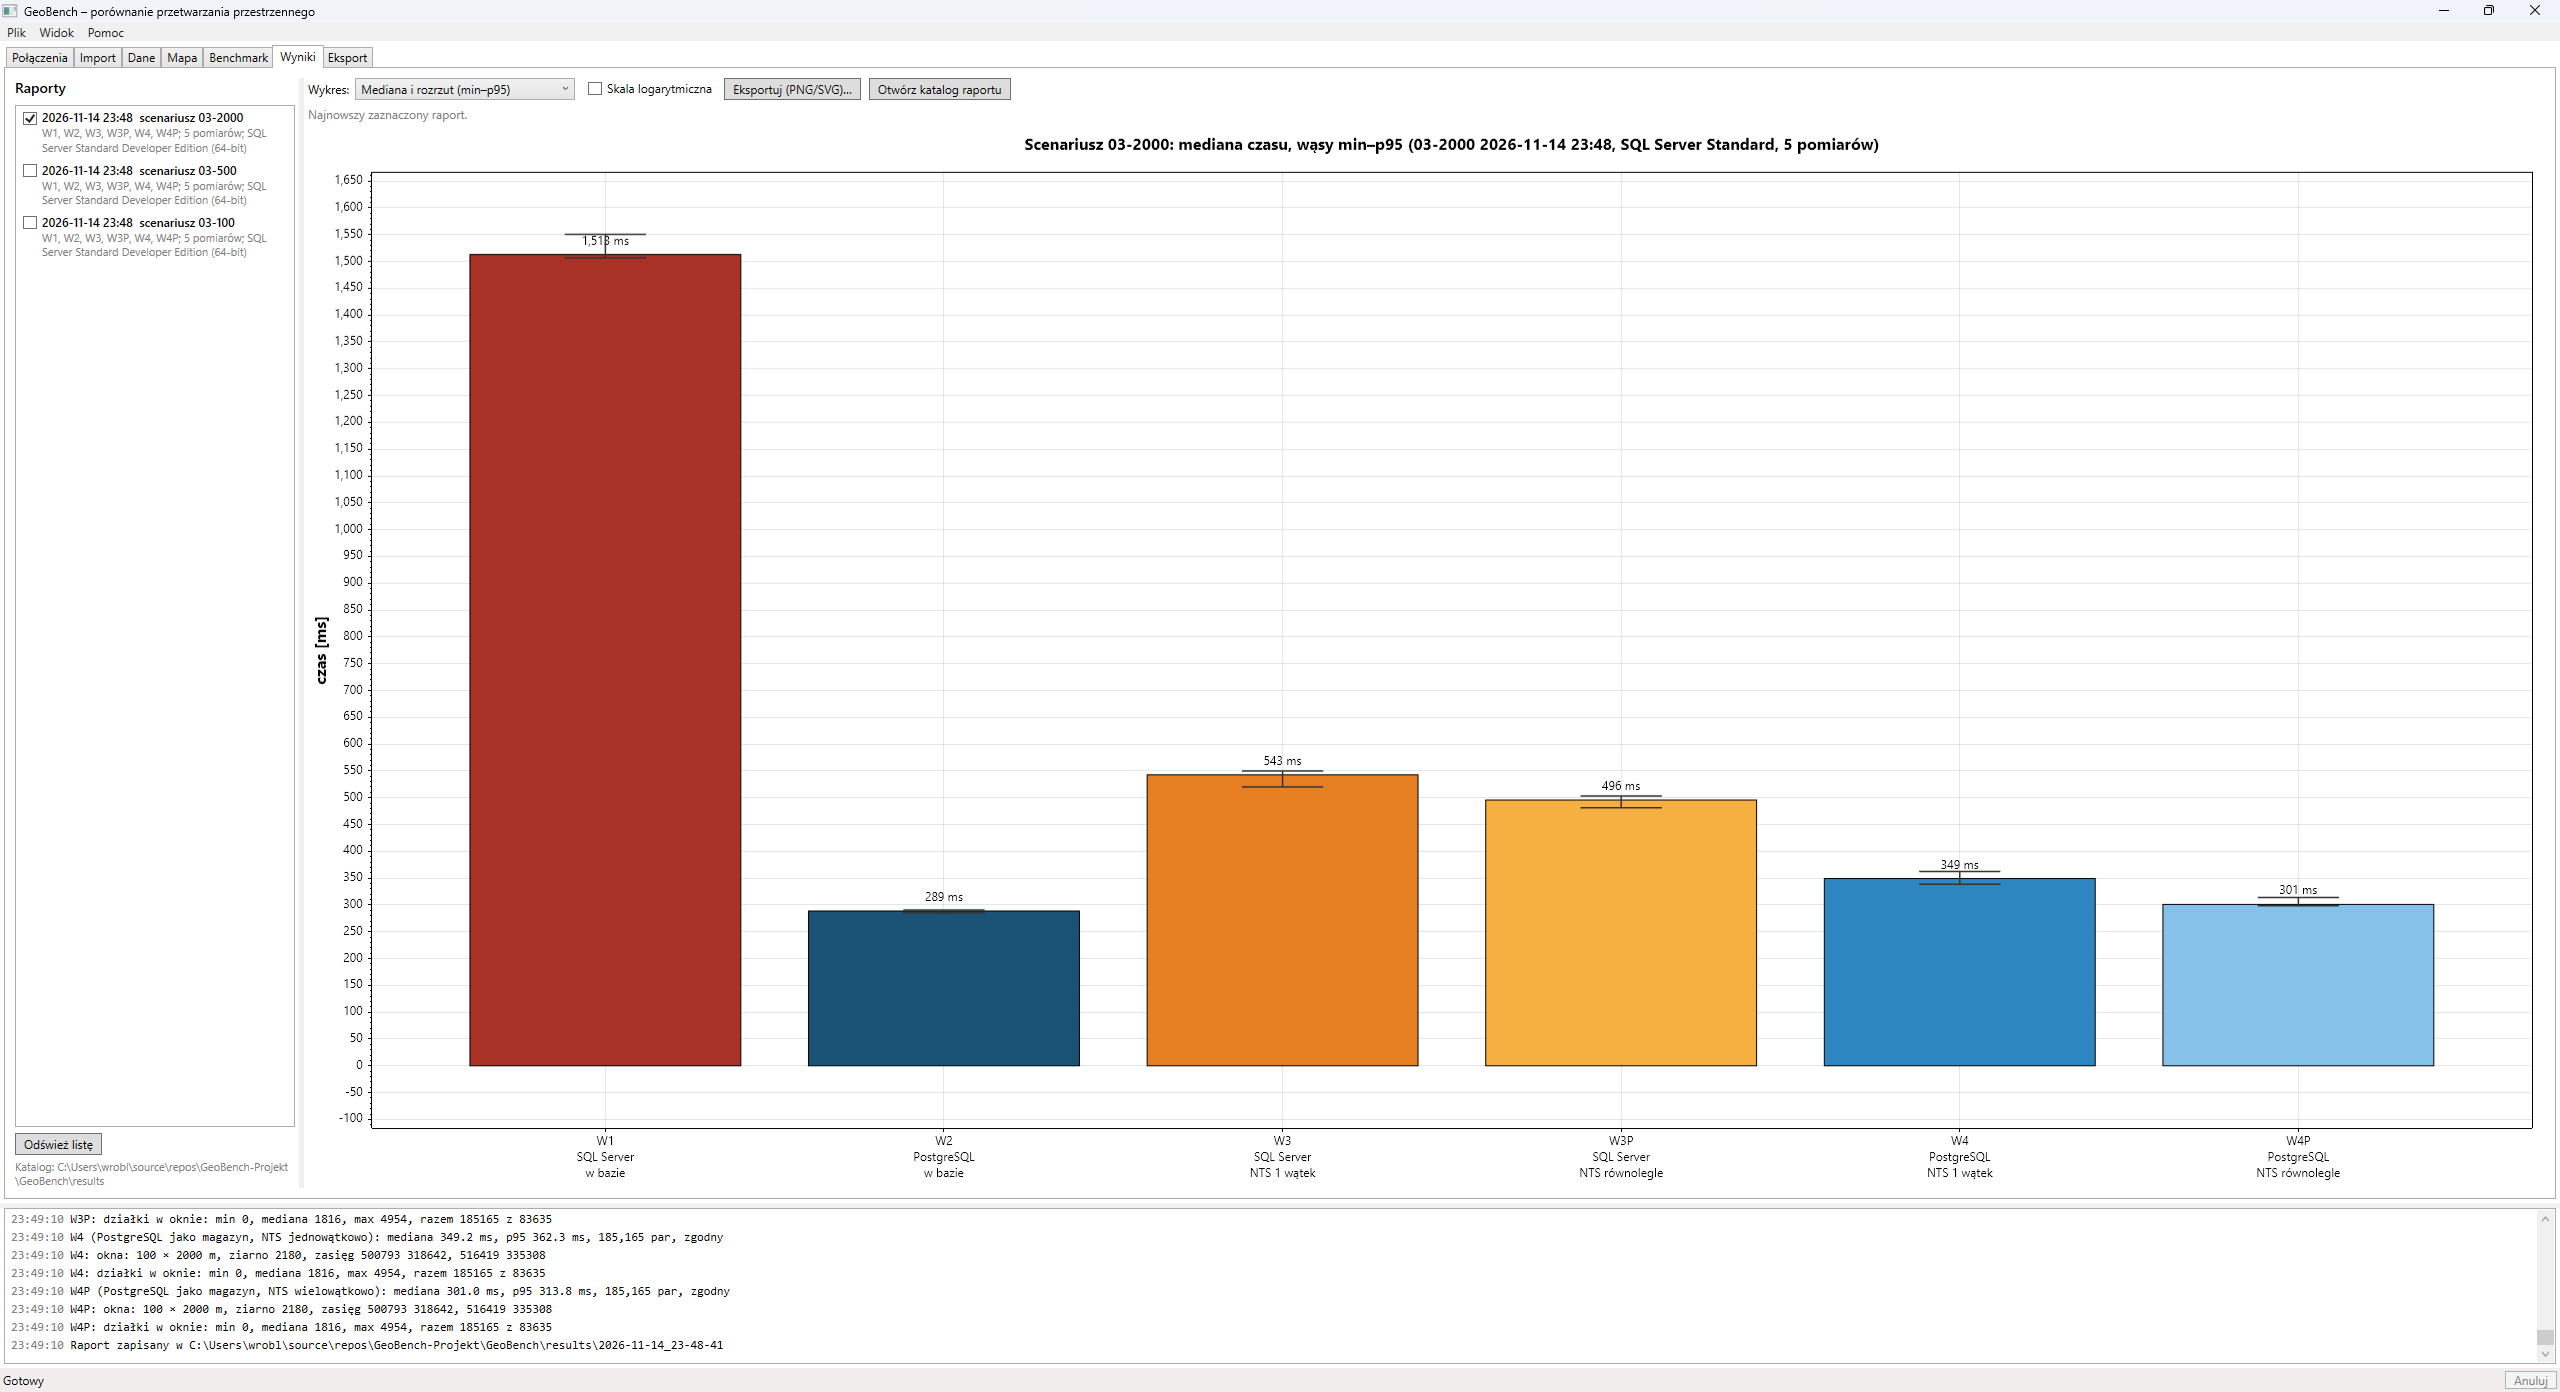 GeoBench – porównanie przetwarzania przestrzennego
Plik Widok Pomoc
Połączenia Import Dane Mapa Benchmark Wyniki Eksport
Raporty
2026-11-14 23:48 scenariusz 03-2000
W1, W2, W3, W3P, W4, W4P; 5 pomiarów; SQL
Server Standard Developer Edition (64-bit)
2026-11-14 23:48 scenariusz 03-500
W1, W2, W3, W3P, W4, W4P; 5 pomiarów; SQL
Server Standard Developer Edition (64-bit)
2026-11-14 23:48 scenariusz 03-100
W1, W2, W3, W3P, W4, W4P; 5 pomiarów; SQL
Server Standard Developer Edition (64-bit)
Odśwież listę
Katalog: C:\Users\wrobl\source\repos\GeoBench-Projekt
\GeoBench\results
Wykres: Mediana i rozrzut (min–p95) Skala logarytmiczna Eksportuj (PNG/SVG)... Otwórz katalog raportu
Najnowszy zaznaczony raport.
Scenariusz 03-2000: mediana czasu, wąsy min–p95 (03-2000 2026-11-14 23:48, SQL Server Standard, 5 pomiarów)
czas [ms]
1,650
1,600
1,550
1,500
1,450
1,400
1,350
1,300
1,250
1,200
1,150
1,100
1,050
1,000
950
900
850
800
750
700
650
600
550
500
450
400
350
300
250
200
150
100
50
0
-50
-100
1,513 ms
289 ms
543 ms
496 ms
349 ms
301 ms
W1
SQL Server
w bazie
W2
PostgreSQL
w bazie
W3
SQL Server
NTS 1 wątek
W3P
SQL Server
NTS równolegle
W4
PostgreSQL
NTS 1 wątek
W4P
PostgreSQL
NTS równolegle
23:49:10 W3P: działki w oknie: min 0, mediana 1816, max 4954, razem 185165 z 83635
23:49:10 W4 (PostgreSQL jako magazyn, NTS jednowątkowo): mediana 349.2 ms, p95 362.3 ms, 185,165 par, zgodny
23:49:10 W4: okna: 100 × 2000 m, ziarno 2180, zasięg 500793 318642, 516419 335308
23:49:10 W4: działki w oknie: min 0, mediana 1816, max 4954, razem 185165 z 83635
23:49:10 W4P (PostgreSQL jako magazyn, NTS wielowątkowo): mediana 301.0 ms, p95 313.8 ms, 185,165 par, zgodny
23:49:10 W4P: okna: 100 × 2000 m, ziarno 2180, zasięg 500793 318642, 516419 335308
23:49:10 W4P: działki w oknie: min 0, mediana 1816, max 4954, razem 185165 z 83635
23:49:10 Raport zapisany w C:\Users\wrobl\source\repos\GeoBench-Projekt\GeoBench\results\2026-11-14_23-48-41
Gotowy
Anuluj